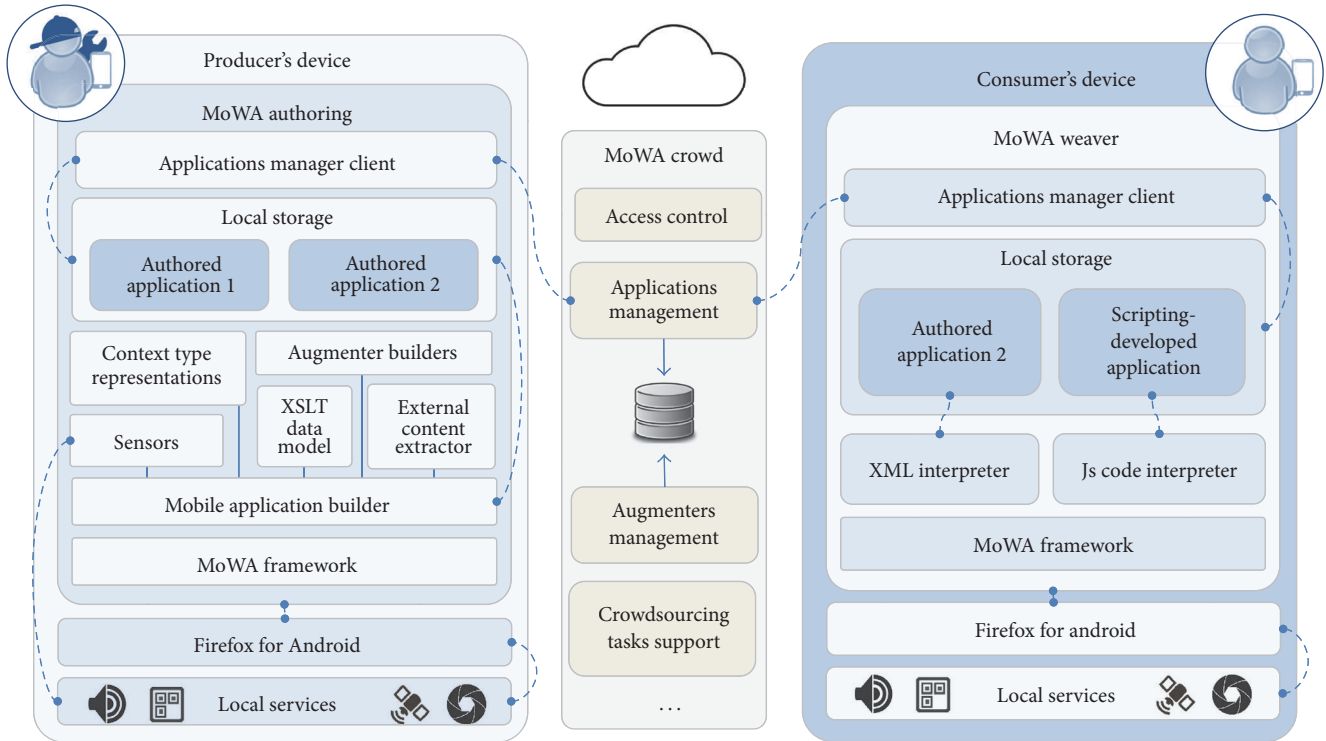 Producer's device
MoWA authoring
Applications manager client
Local storage
Authored
application 1
Authored
application 2
Context type
representations
Augmenter builders
Sensors
XSLT
data
model
External
content
extractor
Mobile application builder
MoWA framework
Firefox for Android
Local services
MoWA crowd
Access control
Applications
management
Augmenters
management
Crowdsourcing
tasks support
...
Consumer's device
MoWA weaver
Applications manager client
Local storage
Authored
application 2
Scripting-
developed
application
XML interpreter
Js code interpreter
MoWA framework
Firefox for android
Local services